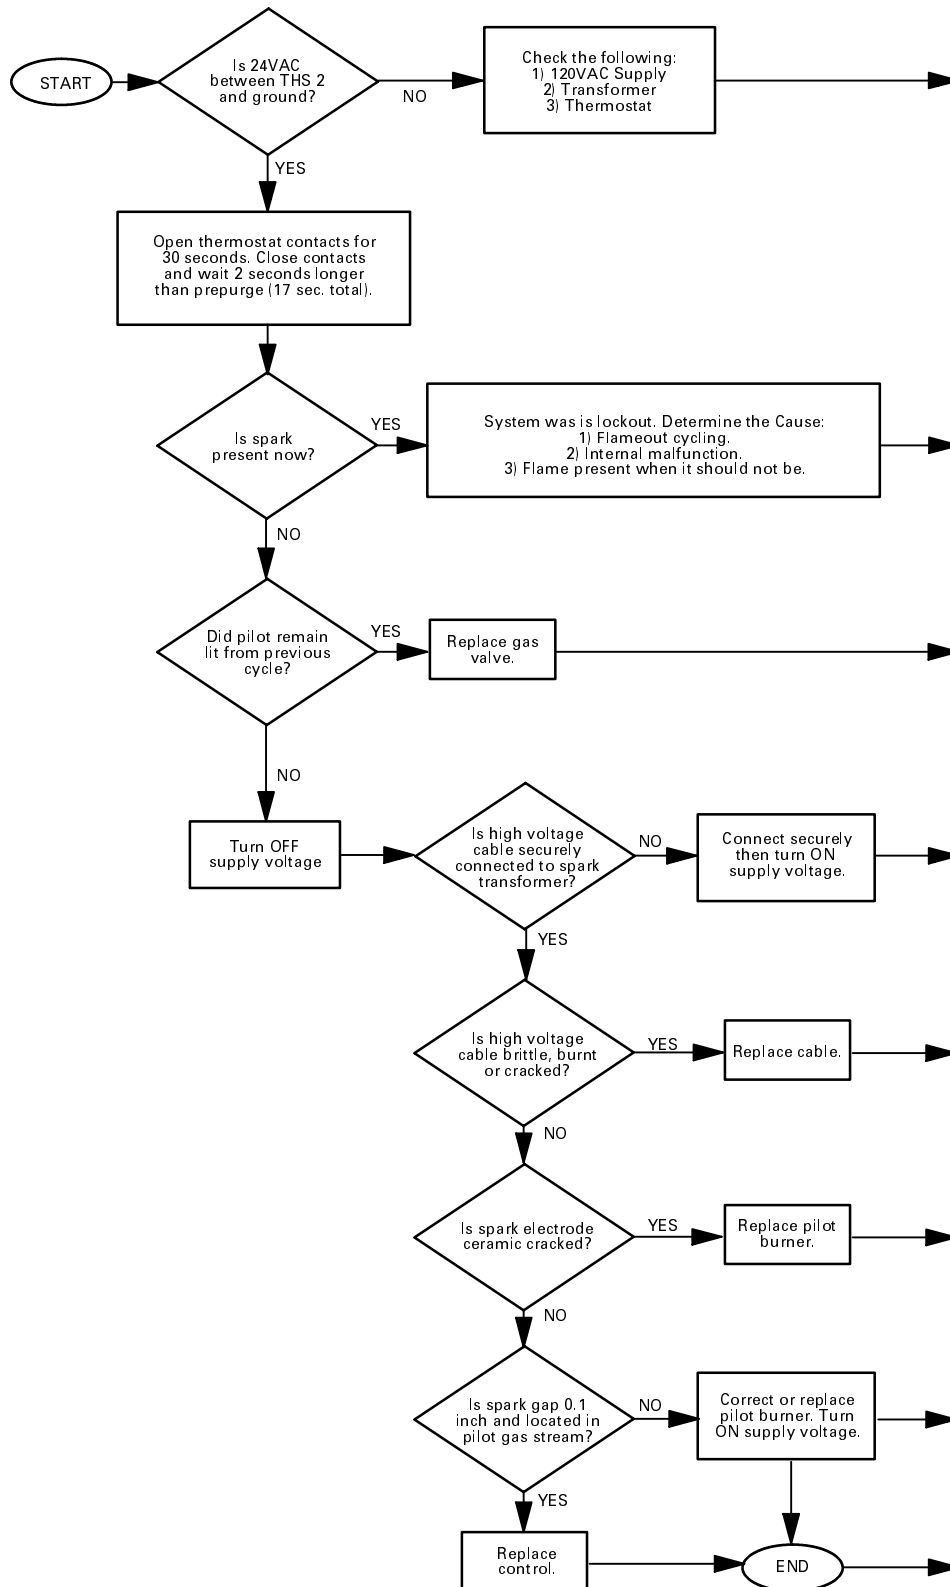 START
Is 24VAC
between THS 2
and ground?
NO
Check the following:
1) 120VAC Supply
2) Transformer
3) Thermostat
YES
Open thermostat contacts for
30 seconds. Close contacts
and wait 2 seconds longer
than prepurge (17 sec. total).
Is spark
present now?
YES
System was is lockout. Determine the Cause:
1) Flameout cycling.
2) Internal malfunction.
3) Flame present when it should not be.
NO
Did pilot remain
lit from previous
cycle?
YES
Replace gas
valve.
NO
Turn OFF
supply voltage
Is high voltage
cable securely
connected to spark
transformer?
NO
Connect securely
then turn ON
supply voltage.
YES
Is high voltage
cable brittle, burnt
or cracked?
YES
Replace cable.
NO
Is spark electrode
ceramic cracked?
YES
Replace pilot
burner.
NO
Is spark gap 0.1
inch and located in
pilot gas stream?
NO
Correct or replace
pilot burner. Turn
ON supply voltage.
YES
Replace
control.
END